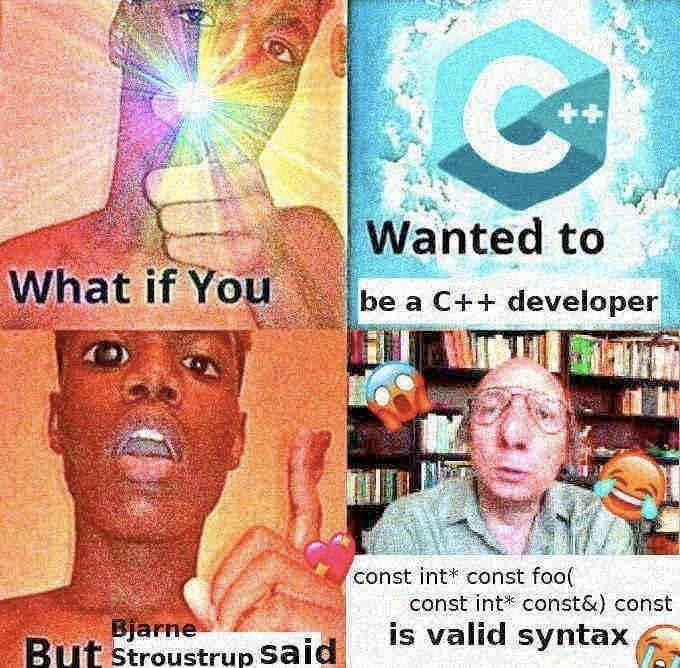 What if You
C++
Wanted to
be a C++ developer
But Bjarne
Stroustrup said
const int* const foo(
const int* const&) const
is valid syntax